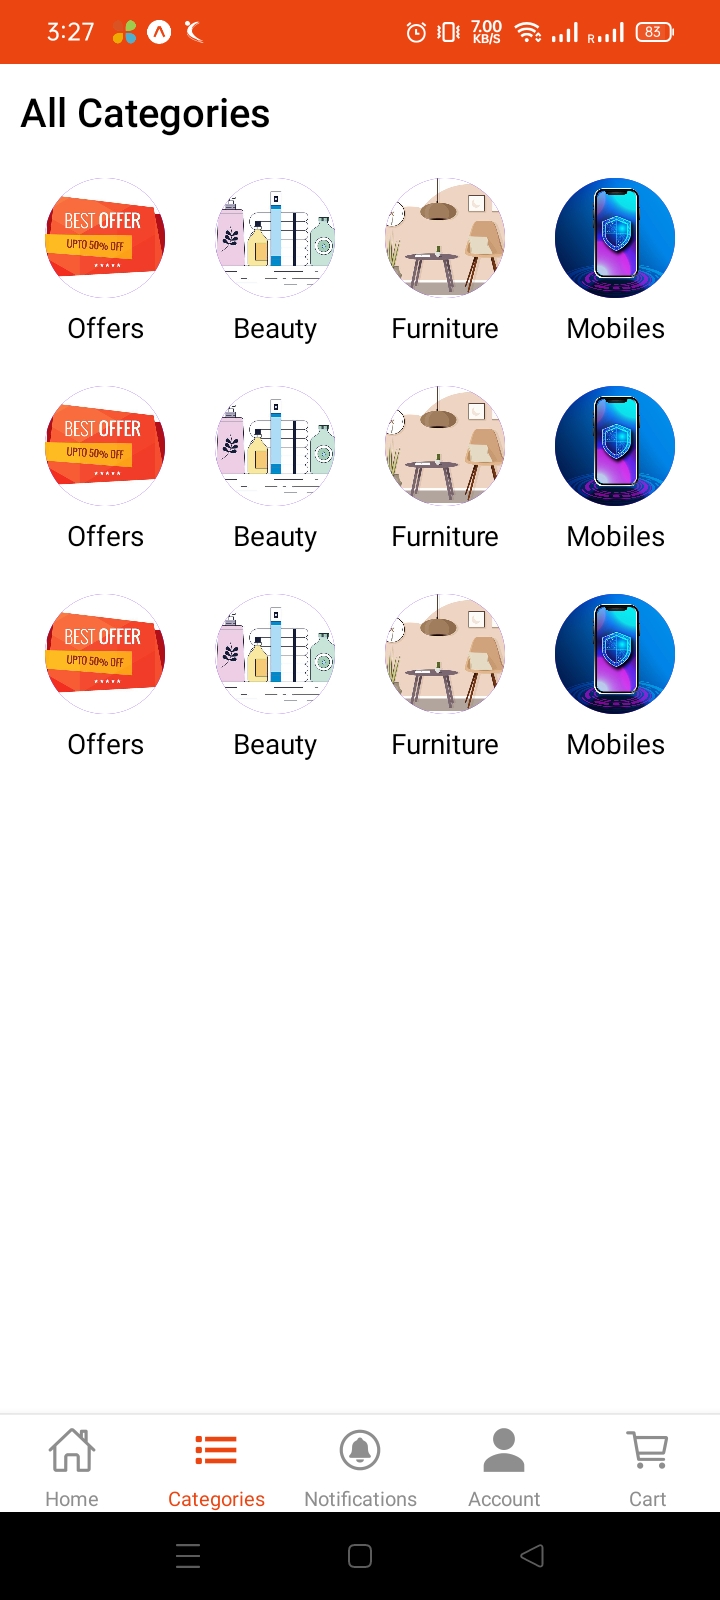 3:27
7.00
KB/S
R
83
All Categories
BEST OFFER
UPTO 50% OFF
Offers
Beauty
Furniture
Mobiles
BEST OFFER
UPTO 50% OFF
Offers
Beauty
Furniture
Mobiles
BEST OFFER
UPTO 50% OFF
Offers
Beauty
Furniture
Mobiles
Home
Categories
Notifications
Account
Cart